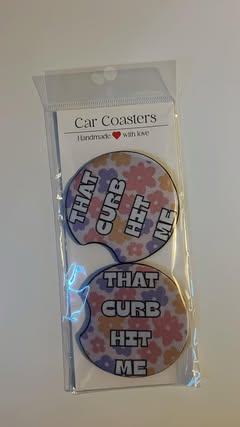 Car Coasters
Handmade ❤ with love
THAT
CURB
HIT
ME
THAT
CURB
HIT
ME